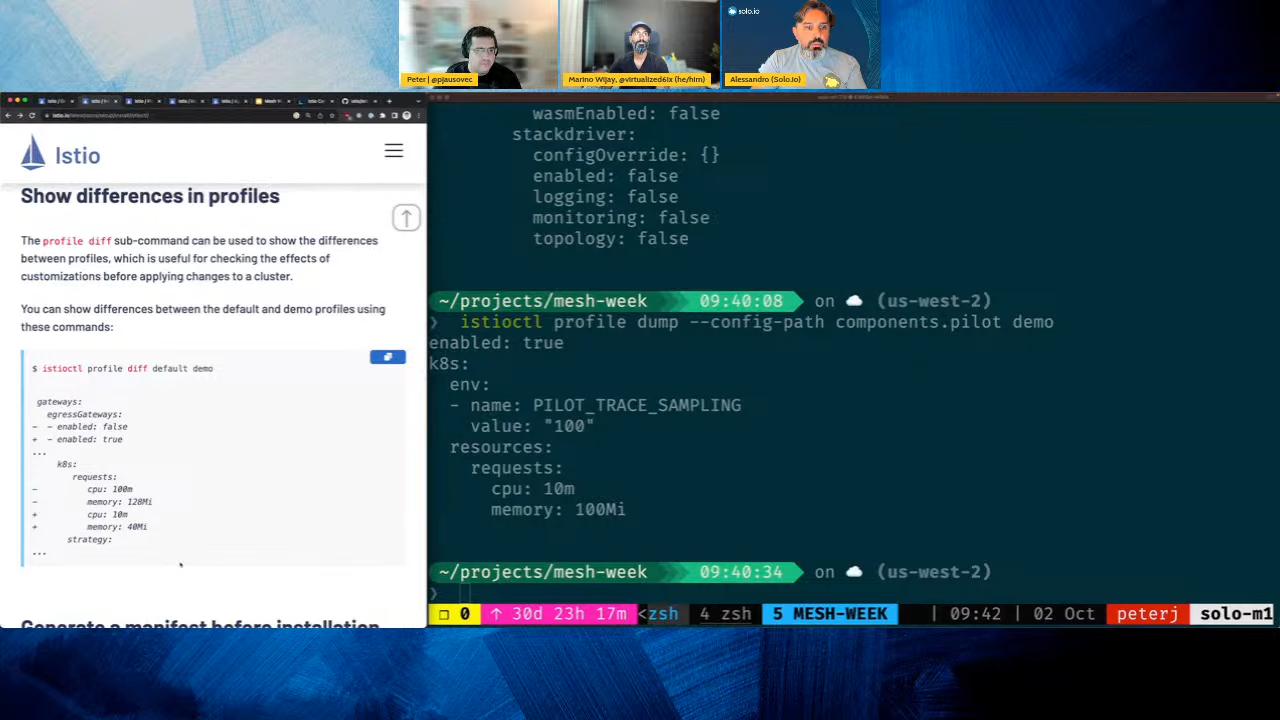 solo.io
Peter | @pjausovec
Marino Wijay, @virtualized6ix (he/him)
Alessandro (Solo.io)
Istio
Show differences in profiles
The profile diff sub-command can be used to show the differences
between profiles, which is useful for checking the effects of
customizations before applying changes to a cluster.
You can show differences between the default and demo profiles using
these commands:
$ istioctl profile diff default demo
gateways:
egressGateways:
- - enabled: false
+ - enabled: true
...
k8s:
requests:
- cpu: 100m
- memory: 128Mi
+ cpu: 10m
+ memory: 40Mi
strategy:
...
Generate a manifest before installation
wasmEnabled: false
stackdriver:
configOverride: {}
enabled: false
logging: false
monitoring: false
topology: false
~/projects/mesh-week 09:40:08 on (us-west-2)
❯ istioctl profile dump --config-path components.pilot demo
enabled: true
k8s:
env:
- name: PILOT_TRACE_SAMPLING
value: "100"
resources:
requests:
cpu: 10m
memory: 100Mi
~/projects/mesh-week 09:40:34 on (us-west-2)
❯
❐ 0 ↑ 30d 23h 17m <zsh 4 zsh 5 MESH-WEEK | 09:42 | 02 Oct peterj solo-m1